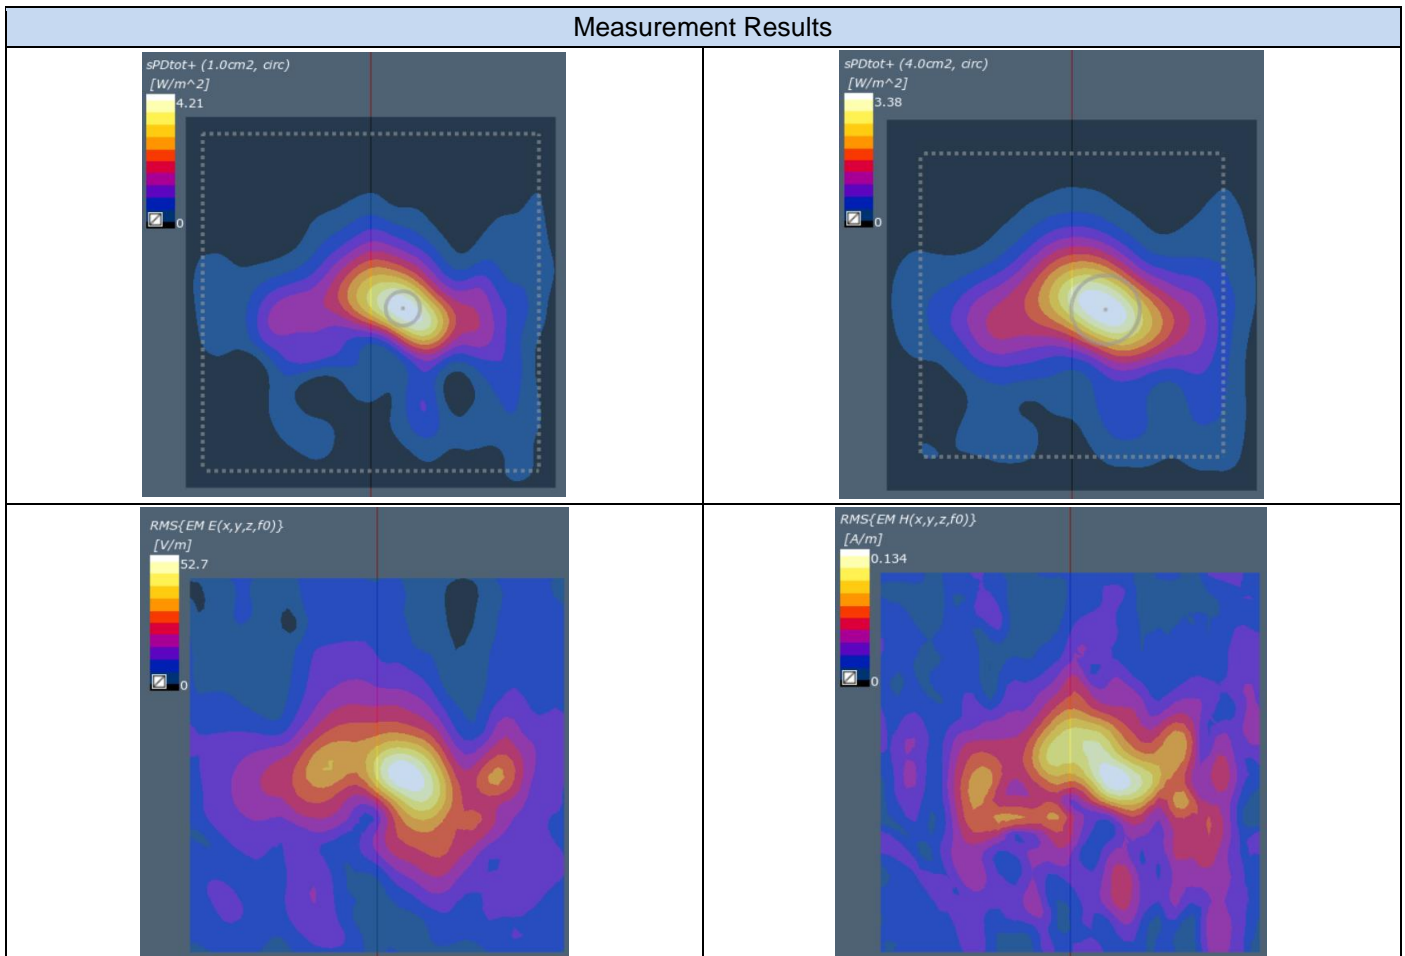 Measurement Results
sPDtot+ (1.0cm2, circ)
[W/m^2]
4.21
0
sPDtot+ (4.0cm2, circ)
[W/m^2]
3.38
0
RMS{EM E(x,y,z,f0)}
[V/m]
52.7
0
RMS{EM H(x,y,z,f0)}
[A/m]
0.134
0